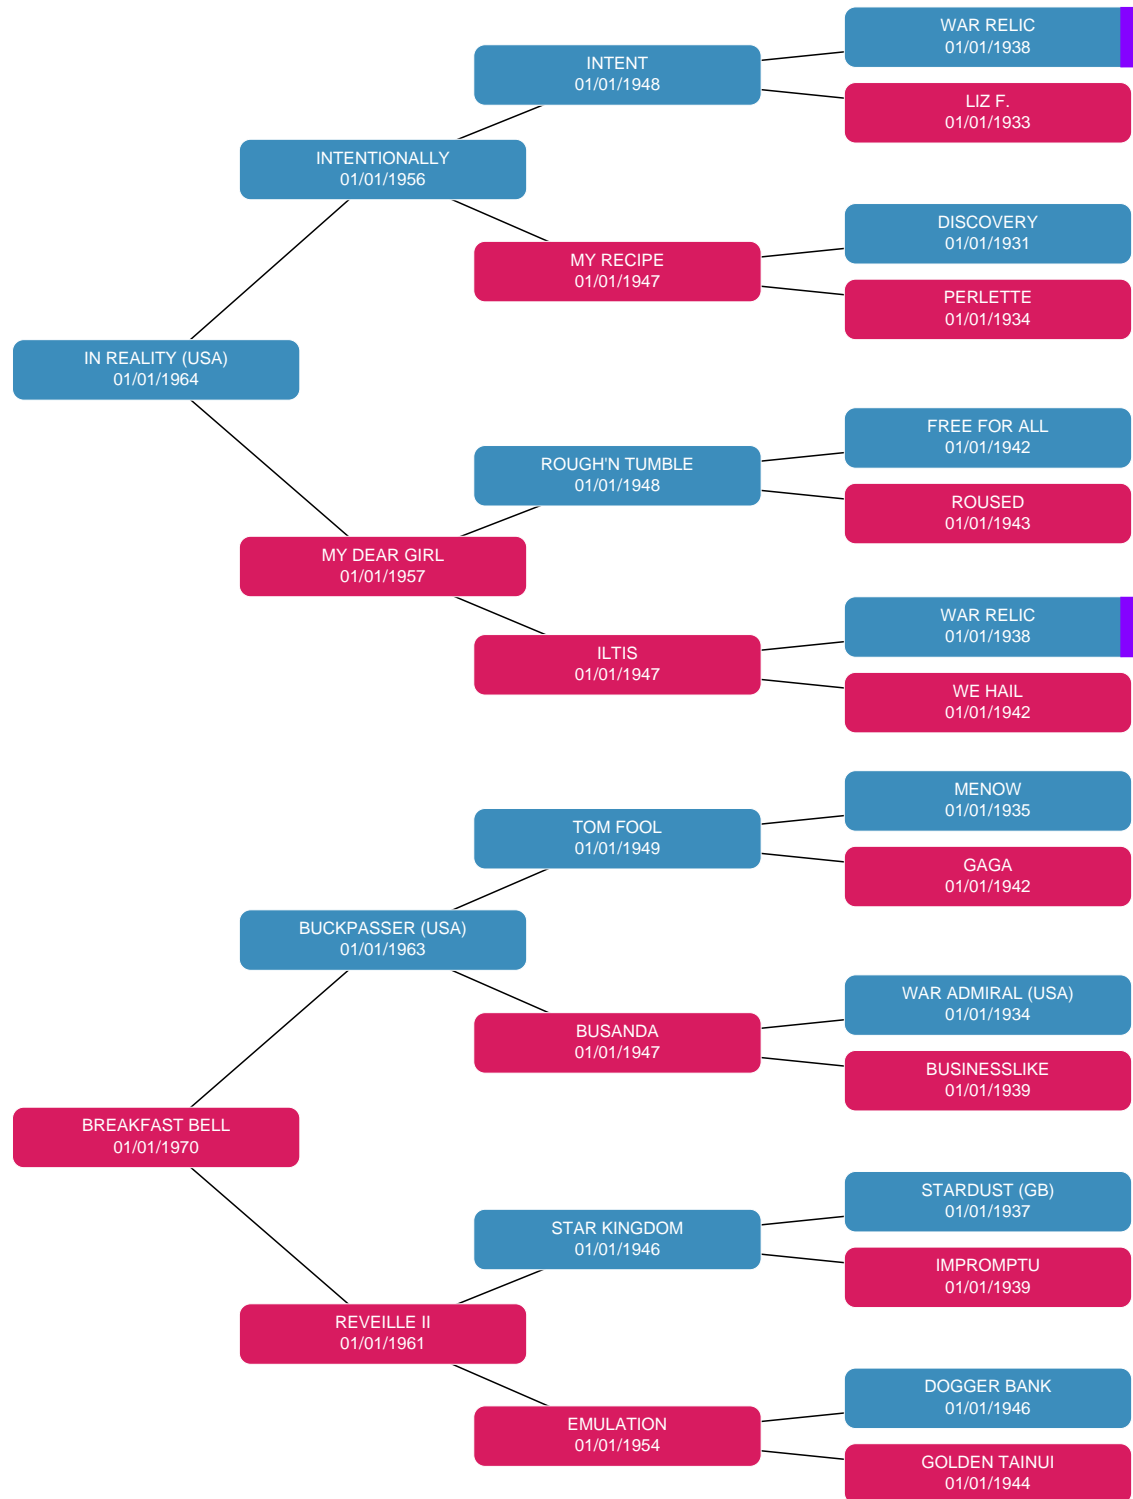 WAR RELIC
01/01/1938
INTENT
01/01/1948
LIZ F.
01/01/1933
INTENTIONALLY
01/01/1956
DISCOVERY
01/01/1931
MY RECIPE
01/01/1947
PERLETTE
01/01/1934
IN REALITY (USA)
01/01/1964
FREE FOR ALL
01/01/1942
ROUGH'N TUMBLE
01/01/1948
ROUSED
01/01/1943
MY DEAR GIRL
01/01/1957
WAR RELIC
01/01/1938
ILTIS
01/01/1947
WE HAIL
01/01/1942
MENOW
01/01/1935
TOM FOOL
01/01/1949
GAGA
01/01/1942
BUCKPASSER (USA)
01/01/1963
WAR ADMIRAL (USA)
01/01/1934
BUSANDA
01/01/1947
BUSINESSLIKE
01/01/1939
BREAKFAST BELL
01/01/1970
STARDUST (GB)
01/01/1937
STAR KINGDOM
01/01/1946
IMPROMPTU
01/01/1939
REVEILLE II
01/01/1961
DOGGER BANK
01/01/1946
EMULATION
01/01/1954
GOLDEN TAINUI
01/01/1944